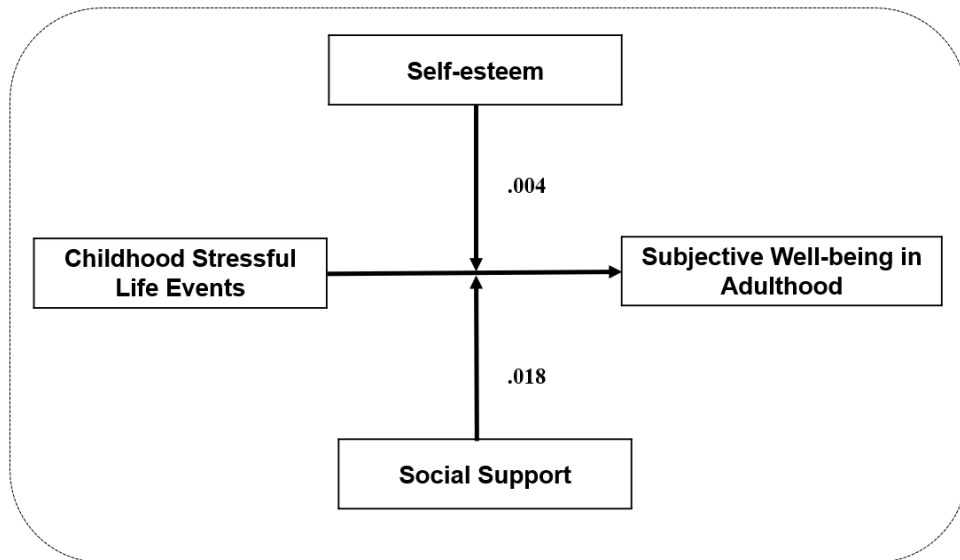 Self-esteem
.004
Childhood Stressful
Life Events
Subjective Well-being in
Adulthood
.018
Social Support